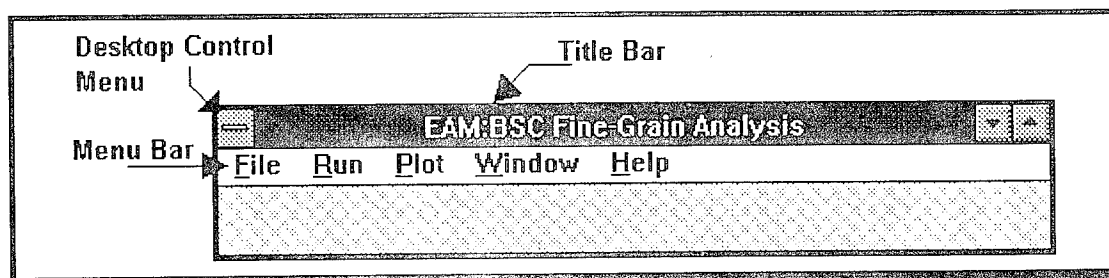 Desktop Control
Menu
Title Bar
EAM:BSC Fine-Grain Analysis
Menu Bar
File Run Plot Window Help